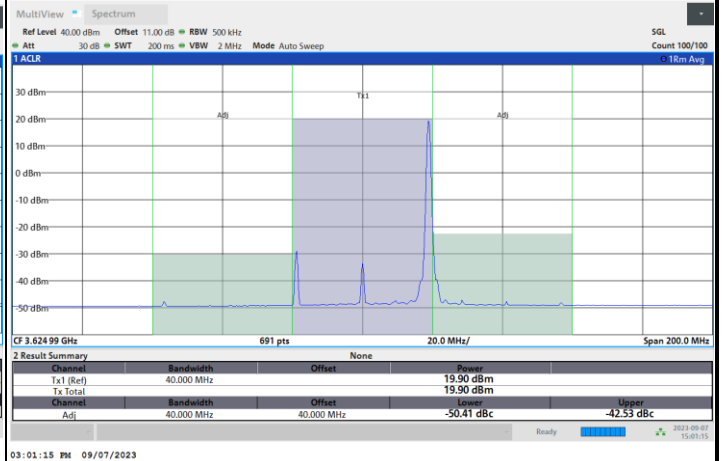 MultiView Spectrum
Ref Level 40.00 dBm Offset 11.00 dB RBW 500 kHz SGL
Att 30 dB SWT 200 ms VBW 2 MHz Mode Auto Sweep Count 100/100
1 ACLR 1Rm Avg
30 dBm
Tx1
20 dBm
Adj Adj
10 dBm
0 dBm
-10 dBm
-20 dBm
-30 dBm
-40 dBm
-50 dBm
CF 3.624 99 GHz 691 pts 20.0 MHz/ Span 200.0 MHz
2 Result Summary None
Channel Bandwidth Offset Power
Tx1 (Ref) 40.000 MHz 19.90 dBm
Tx Total 19.90 dBm
Channel Bandwidth Offset Lower Upper
Adj 40.000 MHz 40.000 MHz -50.41 dBc -42.53 dBc
Ready 2023-09-07
15:01:15
03:01:15 PM 09/07/2023